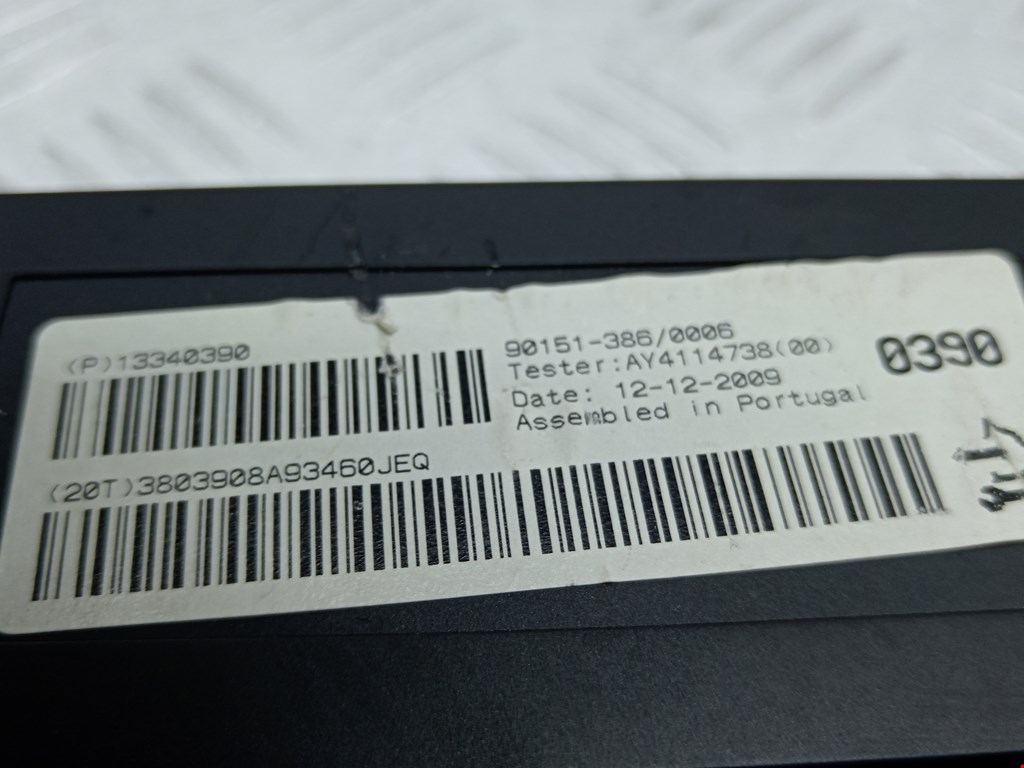 (P)13340390
90151-386/0006
Tester:AY4114738(00)
Date: 12-12-2009
Assembled in Portugal
0390
(20T)3803908A93460JEQ